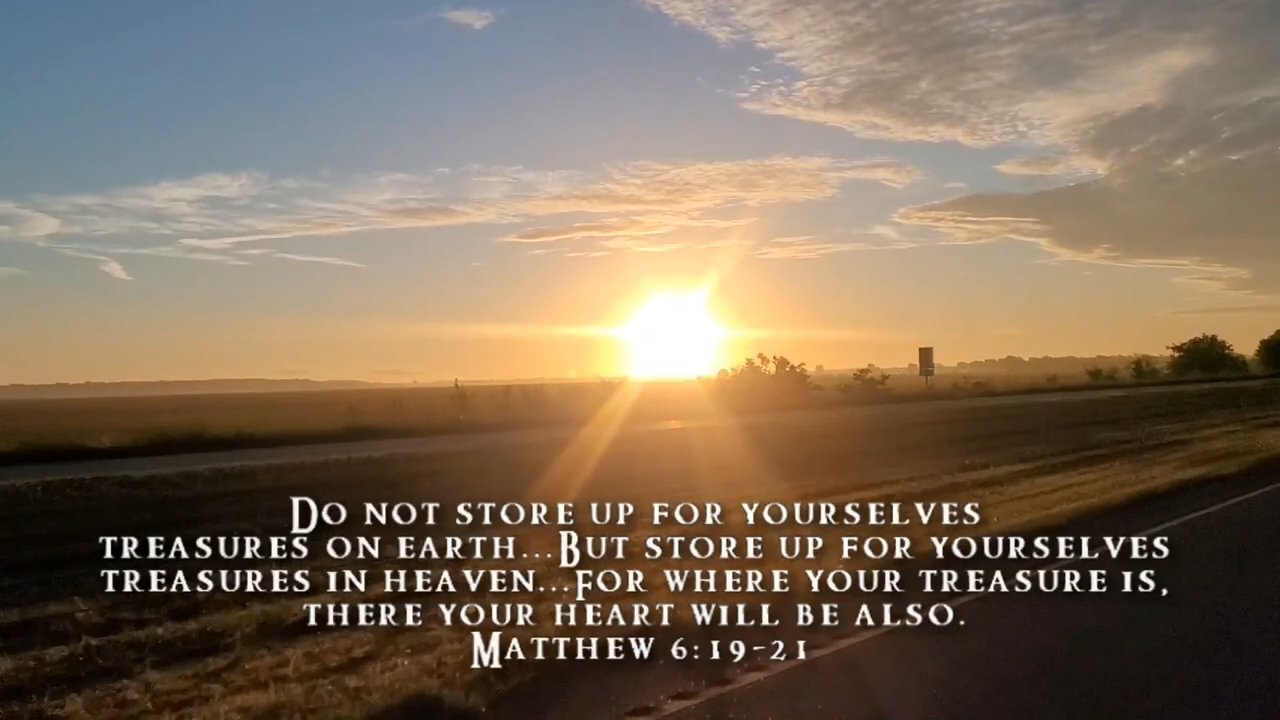 Do not store up for yourselves
treasures on earth...But store up for yourselves
treasures in heaven...For where your treasure is,
there your heart will be also.
Matthew 6:19-21